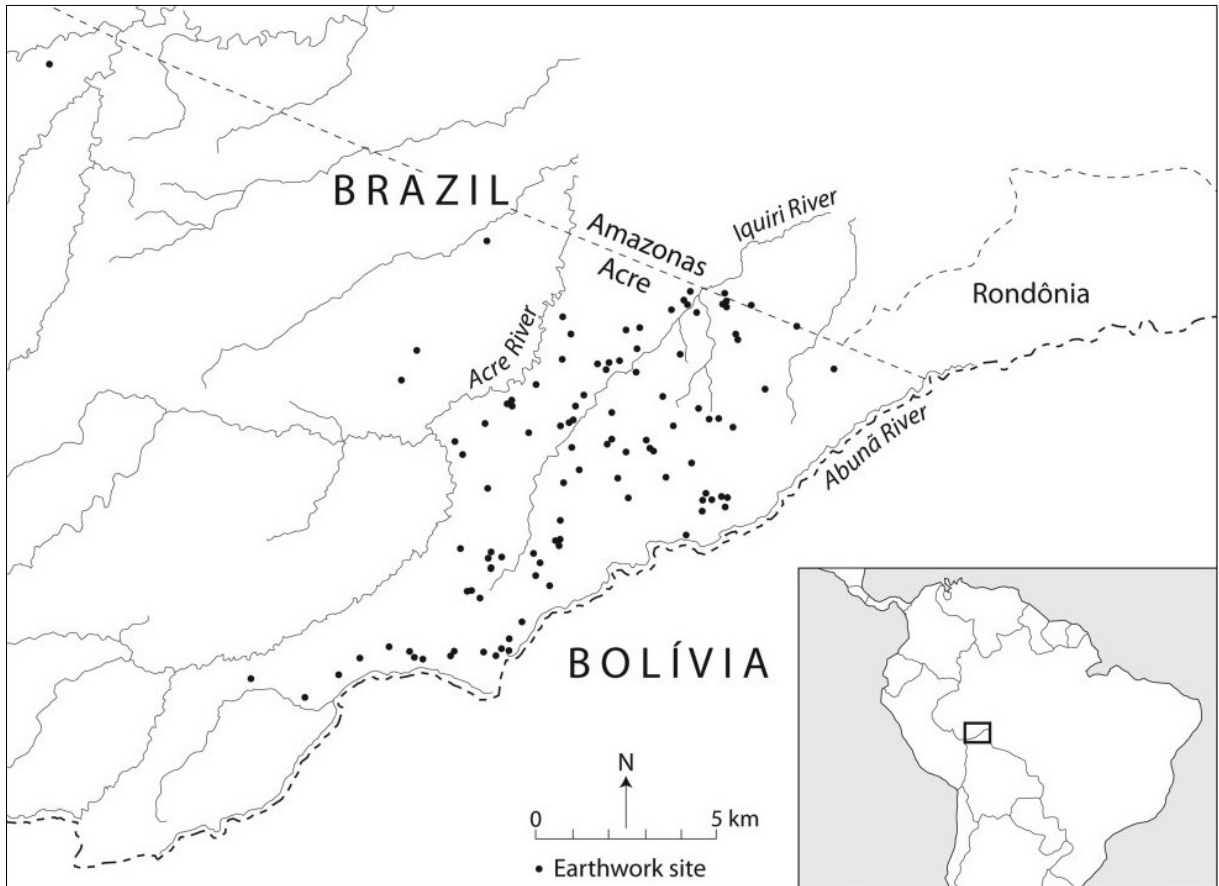 BRAZIL
Amazonas
Acre
Iquiri River
Rondônia
Acre River
Abunã River
BOLÍVIA
N
0 5 km
• Earthwork site